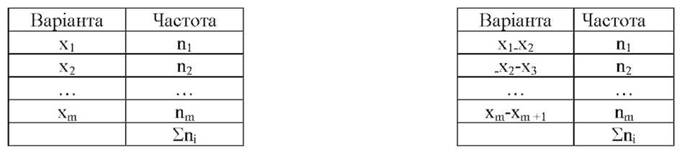 Варіанта Частота
x₁ n₁
x₂ n₂
... ...
xₘ nₘ
Σnᵢ
Варіанта Частота
x₁₋x₂ n₁
₋x₂-x₃ n₂
... ...
xₘ-xₘ ₊₁ nₘ
Σnᵢ